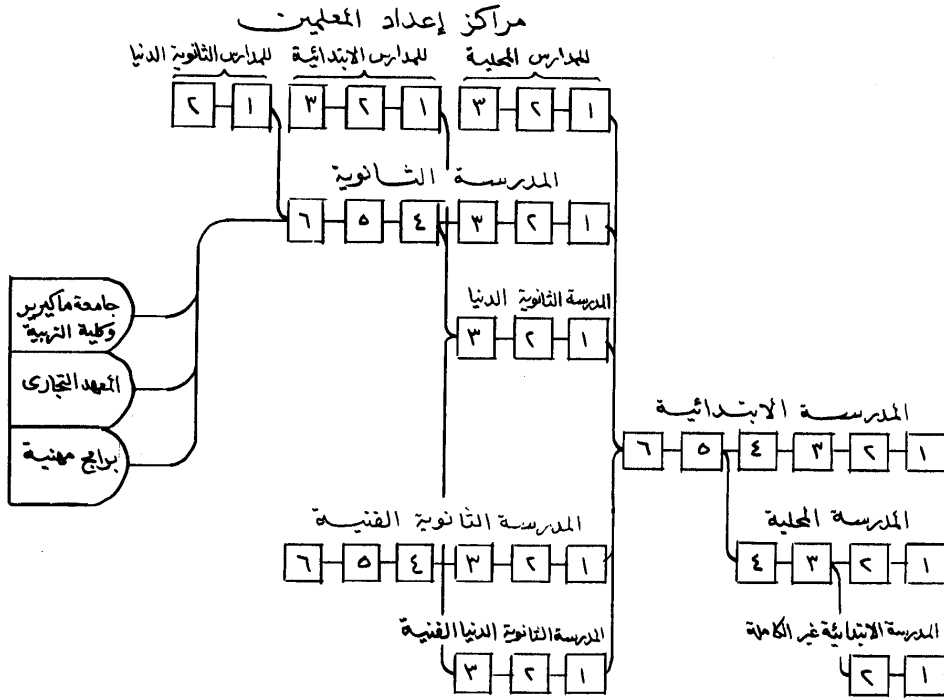 مراكز إعداد المعلمين
للمدارس المحلية
١ ٢ ٣
للمدارس الابتدائية
١ ٢ ٣
للمدارس الثانوية الدنيا
١ ٢
المدرسة الثانوية
١ ٢ ٣ ٤ ٥ ٦
المدرسة الثانوية الدنيا
١ ٢ ٣
جامعة ماكيرير
وكلية التربية
المعهد التجارى
برامج مهنية
المدرسة الابتدائية
١ ٢ ٣ ٤ ٥ ٦
المدرسة المحلية
١ ٢ ٣ ٤
المدرسة الابتدائية غير الكاملة
١ ٢
المدرسة الثانوية الفنية
١ ٢ ٣ ٤ ٥ ٦
المدرسة الثانوية الدنيا الفنية
١ ٢ ٣